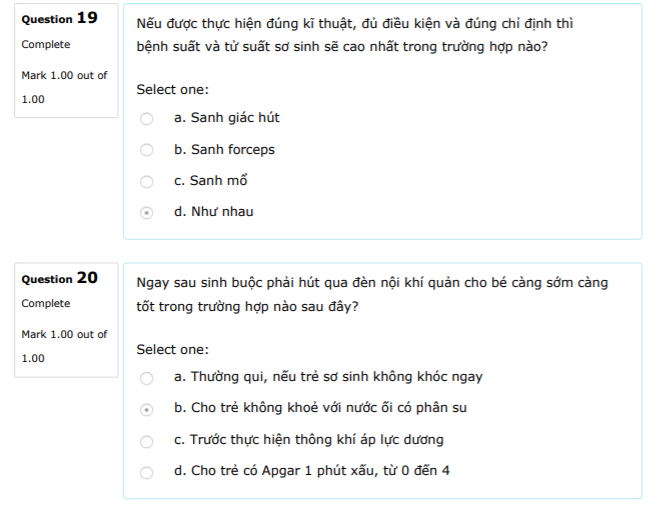 Question 19
Complete
Mark 1.00 out of
1.00
Nếu được thực hiện đúng kĩ thuật, đủ điều kiện và đúng chỉ định thì
bệnh suất và tử suất sơ sinh sẽ cao nhất trong trường hợp nào?
Select one:
a. Sanh giác hút
b. Sanh forceps
c. Sanh mổ
d. Như nhau
Question 20
Complete
Mark 1.00 out of
1.00
Ngay sau sinh buộc phải hút qua đèn nội khí quản cho bé càng sớm càng
tốt trong trường hợp nào sau đây?
Select one:
a. Thường qui, nếu trẻ sơ sinh không khóc ngay
b. Cho trẻ không khoẻ với nước ối có phân su
c. Trước thực hiện thông khí áp lực dương
d. Cho trẻ có Apgar 1 phút xấu, từ 0 đến 4